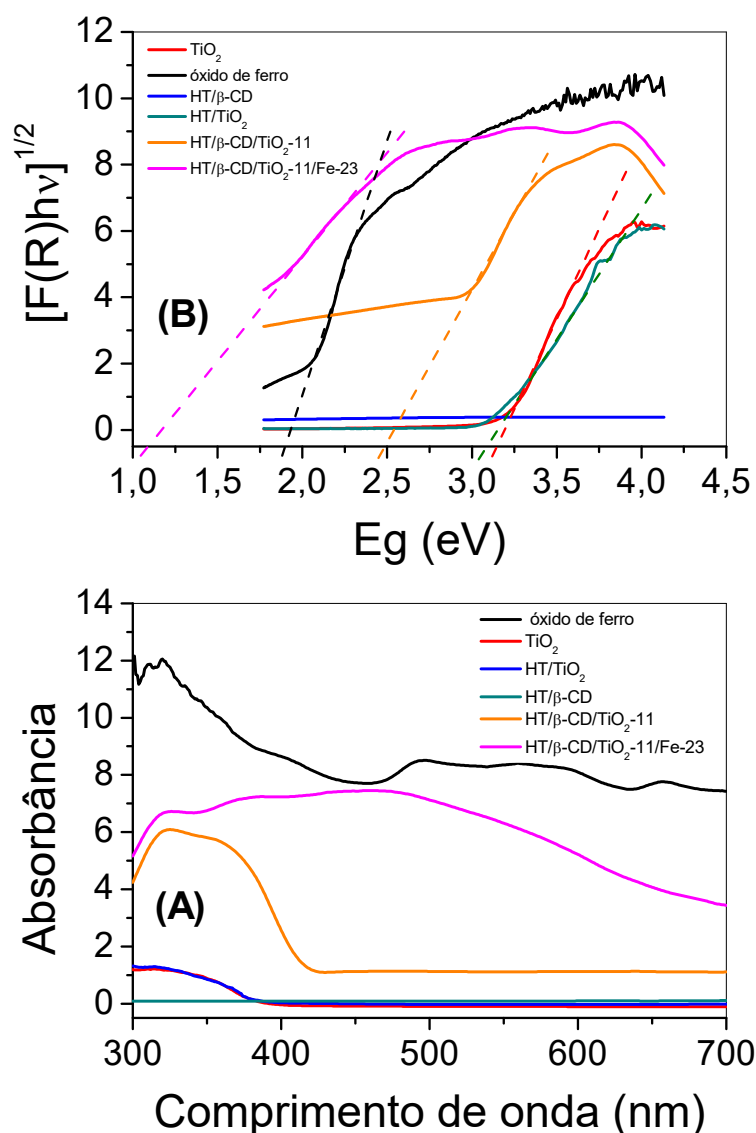 [F(R)hν]^1/2
12
10
8
6
4
2
0
TiO₂
óxido de ferro
HT/β-CD
HT/TiO₂
HT/β-CD/TiO₂-11
HT/β-CD/TiO₂-11/Fe-23
(B)
1,0 1,5 2,0 2,5 3,0 3,5 4,0 4,5
Eg (eV)
Absorbância
14
12
10
8
6
4
2
0
óxido de ferro
TiO₂
HT/TiO₂
HT/β-CD
HT/β-CD/TiO₂-11
HT/β-CD/TiO₂-11/Fe-23
(A)
300 400 500 600 700
Comprimento de onda (nm)